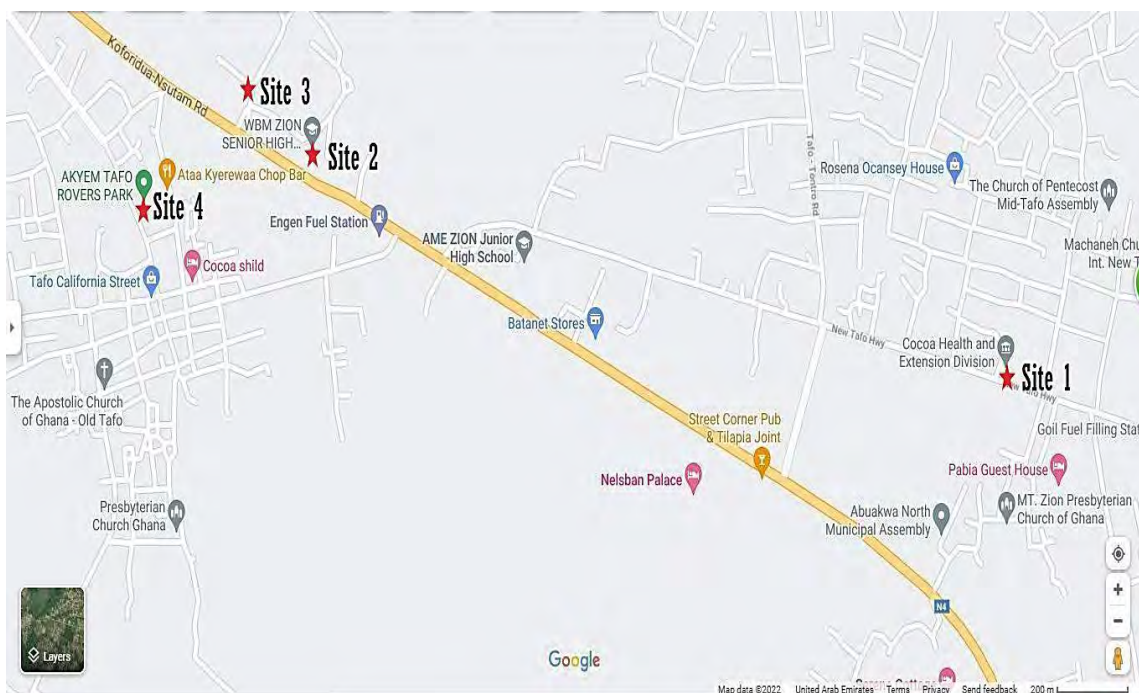 Koforidua-Nsutam Rd
Site 3
WBM ZION
SENIOR HIGH...
Site 2
AKYEM TAFO
ROVERS PARK
Ataa Kyerewaa Chop Bar
Site 4
Engen Fuel Station
Cocoa shild
Tafo California Street
AME ZION Junior
High School
Tafo - Tontro Rd
Rosena Ocansey House
The Church of Pentecost
Mid-Tafo Assembly
Machaneh Chu
Int. New T
Batanet Stores
New Tafo Hwy
Cocoa Health and
Extension Division
Site 1
New Tafo Hwy
The Apostolic Church
of Ghana - Old Tafo
Goil Fuel Filling Stat
Street Corner Pub
& Tilapia Joint
Nelsban Palace
Pabia Guest House
Presbyterian
Church Ghana
Abuakwa North
Municipal Assembly
MT. Zion Presbyterian
Church of Ghana
N4
Layers
Google
Map data ©2022 United Arab Emirates Terms Privacy Send feedback 200 m